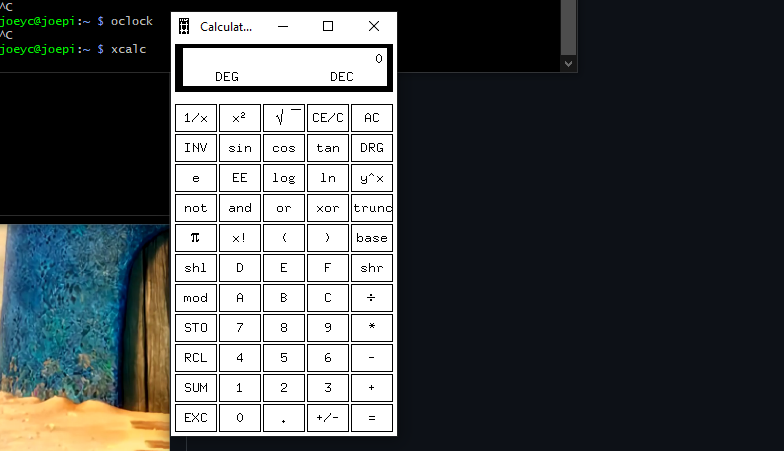 ^C
joeyc@joepi:~ $ oclock
^C
joeyc@joepi:~ $ xcalc
Calculat...
0
DEG DEC
1/x x² √‾ CE/C AC
INV sin cos tan DRG
e EE log ln y^x
not and or xor trunc
π x! ( ) base
shl D E F shr
mod A B C ÷
STO 7 8 9 *
RCL 4 5 6 -
SUM 1 2 3 +
EXC 0 . +/- =